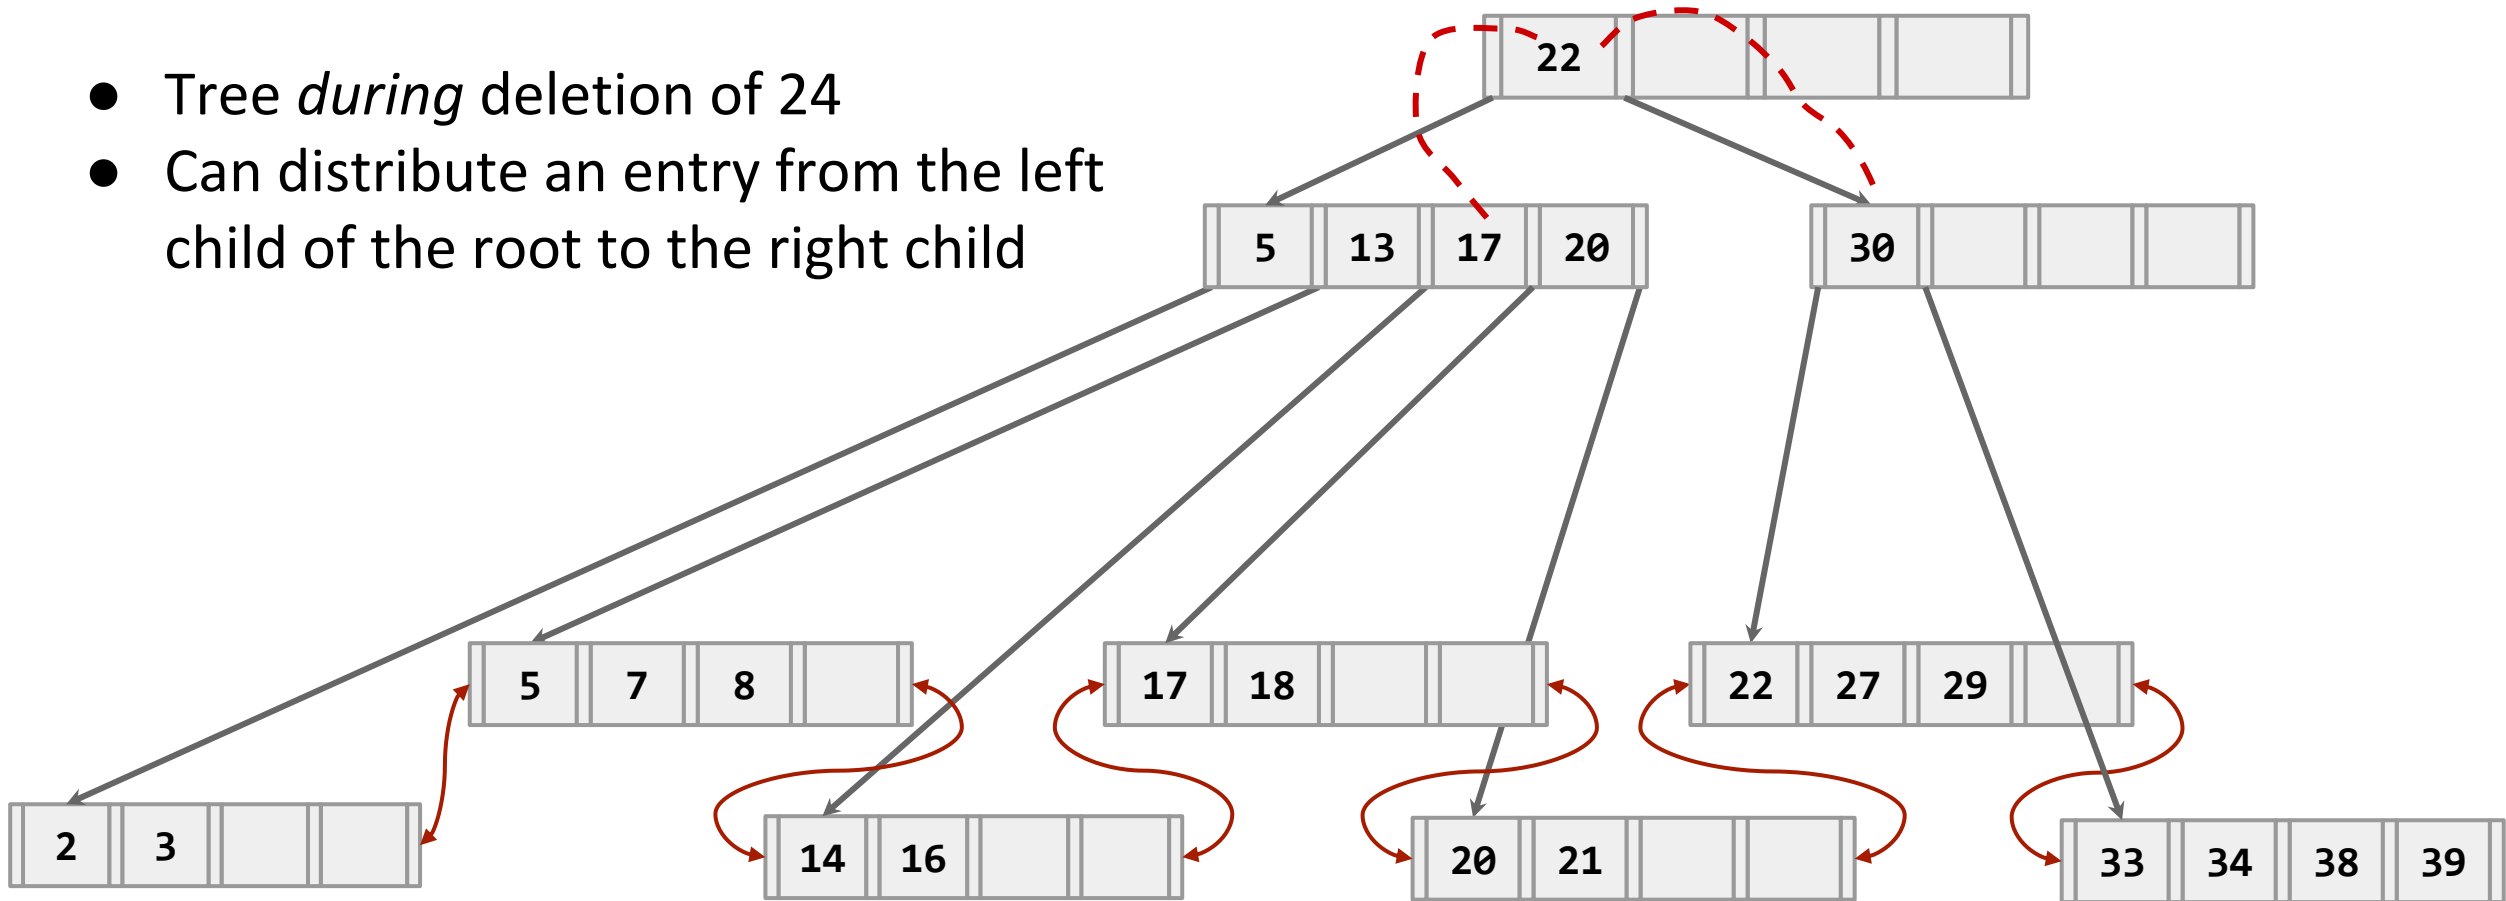 22
● Tree during deletion of 24
● Can distribute an entry from the left
child of the root to the right child
5 13 17 20
30
5 7 8
17 18
22 27 29
2 3
14 16
20 21
33 34 38 39